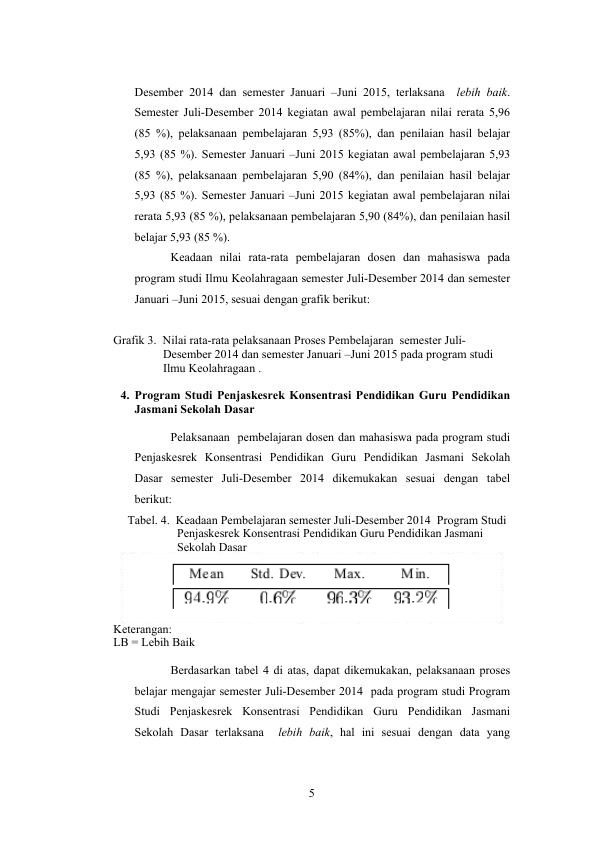 Desember 2014 dan semester Januari –Juni 2015, terlaksana lebih baik.
Semester Juli-Desember 2014 kegiatan awal pembelajaran nilai rerata 5,96
(85 %), pelaksanaan pembelajaran 5,93 (85%), dan penilaian hasil belajar
5,93 (85 %). Semester Januari –Juni 2015 kegiatan awal pembelajaran 5,93
(85 %), pelaksanaan pembelajaran 5,90 (84%), dan penilaian hasil belajar
5,93 (85 %). Semester Januari –Juni 2015 kegiatan awal pembelajaran nilai
rerata 5,93 (85 %), pelaksanaan pembelajaran 5,90 (84%), dan penilaian hasil
belajar 5,93 (85 %).
Keadaan nilai rata-rata pembelajaran dosen dan mahasiswa pada
program studi Ilmu Keolahragaan semester Juli-Desember 2014 dan semester
Januari –Juni 2015, sesuai dengan grafik berikut:
Grafik 3. Nilai rata-rata pelaksanaan Proses Pembelajaran semester Juli-
Desember 2014 dan semester Januari –Juni 2015 pada program studi
Ilmu Keolahragaan .
4. Program Studi Penjaskesrek Konsentrasi Pendidikan Guru Pendidikan
Jasmani Sekolah Dasar
Pelaksanaan pembelajaran dosen dan mahasiswa pada program studi
Penjaskesrek Konsentrasi Pendidikan Guru Pendidikan Jasmani Sekolah
Dasar semester Juli-Desember 2014 dikemukakan sesuai dengan tabel
berikut:
Tabel. 4. Keadaan Pembelajaran semester Juli-Desember 2014 Program Studi
Penjaskesrek Konsentrasi Pendidikan Guru Pendidikan Jasmani
Sekolah Dasar
Mean Std. Dev. Max. Min.
94.9% 0.6% 96.3% 93.2%
Keterangan:
LB = Lebih Baik
Berdasarkan tabel 4 di atas, dapat dikemukakan, pelaksanaan proses
belajar mengajar semester Juli-Desember 2014 pada program studi Program
Studi Penjaskesrek Konsentrasi Pendidikan Guru Pendidikan Jasmani
Sekolah Dasar terlaksana lebih baik, hal ini sesuai dengan data yang
5